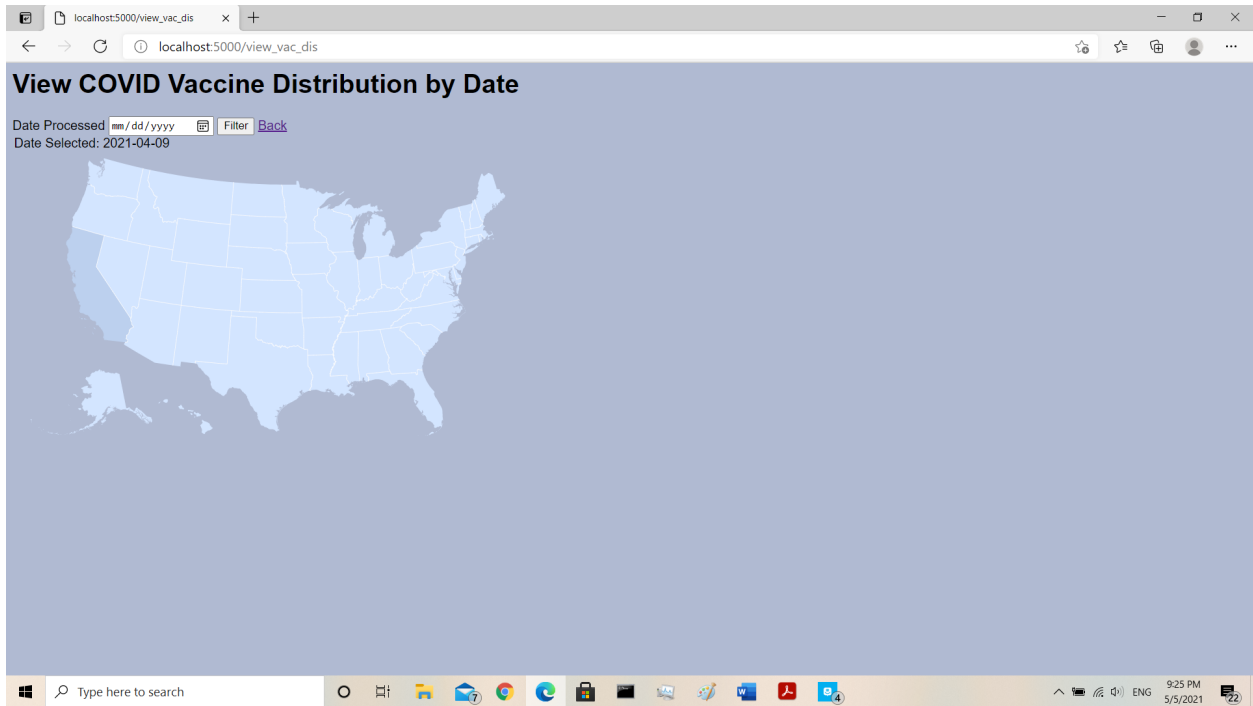 localhost:5000/view_vac_dis
localhost:5000/view_vac_dis
View COVID Vaccine Distribution by Date
Date Processed mm/dd/yyyy Filter Back
Date Selected: 2021-04-09
Type here to search
7
4
ENG
9:25 PM
5/5/2021
22